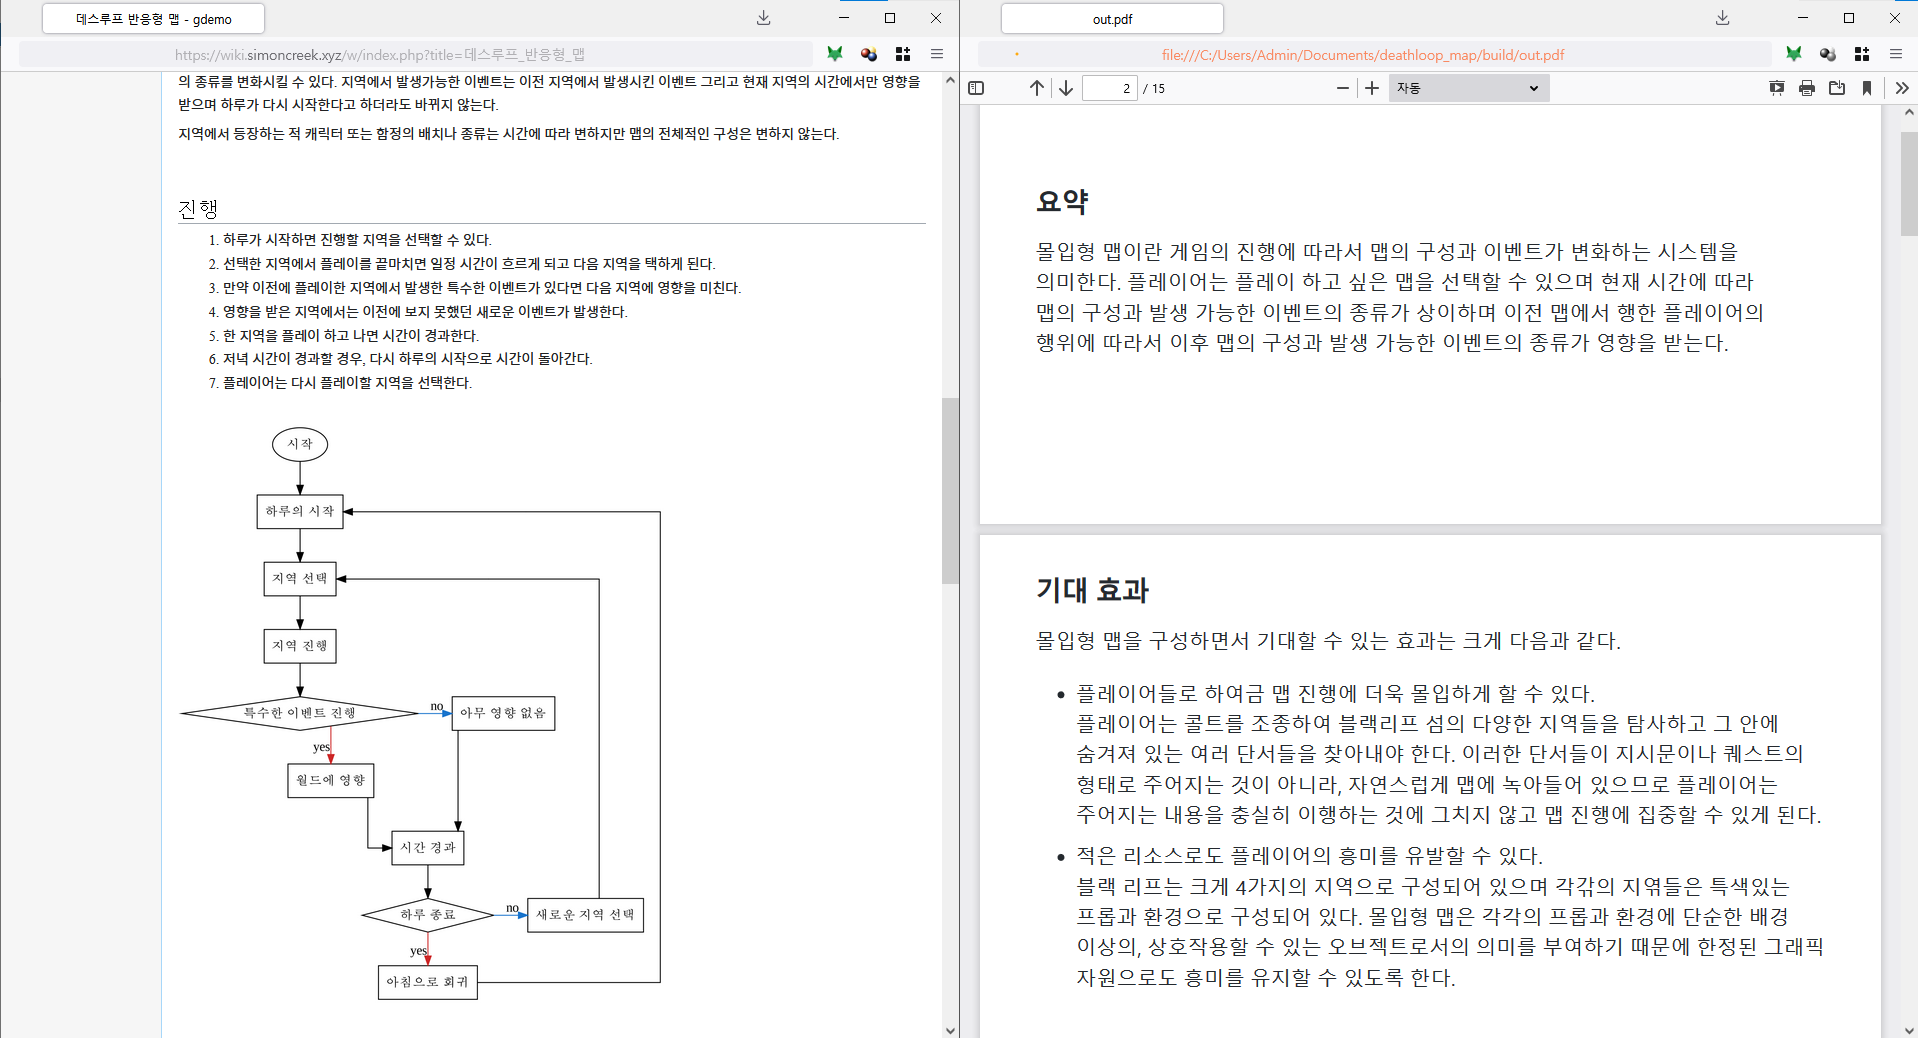 데스루프 반응형 맵 - gdemo
https://wiki.simoncreek.xyz/w/index.php?title=데스루프_반응형_맵
의 종류를 변화시킬 수 있다. 지역에서 발생가능한 이벤트는 이전 지역에서 발생시킨 이벤트 그리고 현재 지역의 시간에서만 영향을
받으며 하루가 다시 시작한다고 하더라도 바뀌지 않는다.
지역에서 등장하는 적 캐릭터 또는 함정의 배치나 종류는 시간에 따라 변하지만 맵의 전체적인 구성은 변하지 않는다.
진행
1. 하루가 시작하면 진행할 지역을 선택할 수 있다.
2. 선택한 지역에서 플레이를 끝마치면 일정 시간이 흐르게 되고 다음 지역을 택하게 된다.
3. 만약 이전에 플레이한 지역에서 발생한 특수한 이벤트가 있다면 다음 지역에 영향을 미친다.
4. 영향을 받은 지역에서는 이전에 보지 못했던 새로운 이벤트가 발생한다.
5. 한 지역을 플레이 하고 나면 시간이 경과한다.
6. 저녁 시간이 경과할 경우, 다시 하루의 시작으로 시간이 돌아간다.
7. 플레이어는 다시 플레이할 지역을 선택한다.
시작
하루의 시작
지역 선택
지역 진행
특수한 이벤트 진행
no
아무 영향 없음
yes
월드에 영향
시간 경과
하루 종료
no
새로운 지역 선택
yes
아침으로 회귀
out.pdf
file:///C:/Users/Admin/Documents/deathloop_map/build/out.pdf
2 / 15
자동
요약
몰입형 맵이란 게임의 진행에 따라서 맵의 구성과 이벤트가 변화하는 시스템을
의미한다. 플레이어는 플레이 하고 싶은 맵을 선택할 수 있으며 현재 시간에 따라
맵의 구성과 발생 가능한 이벤트의 종류가 상이하며 이전 맵에서 행한 플레이어의
행위에 따라서 이후 맵의 구성과 발생 가능한 이벤트의 종류가 영향을 받는다.
기대 효과
몰입형 맵을 구성하면서 기대할 수 있는 효과는 크게 다음과 같다.
• 플레이어들로 하여금 맵 진행에 더욱 몰입하게 할 수 있다.
플레이어는 콜트를 조종하여 블랙리프 섬의 다양한 지역들을 탐사하고 그 안에
숨겨져 있는 여러 단서들을 찾아내야 한다. 이러한 단서들이 지시문이나 퀘스트의
형태로 주어지는 것이 아니라, 자연스럽게 맵에 녹아들어 있으므로 플레이어는
주어지는 내용을 충실히 이행하는 것에 그치지 않고 맵 진행에 집중할 수 있게 된다.
• 적은 리소스로도 플레이어의 흥미를 유발할 수 있다.
블랙 리프는 크게 4가지의 지역으로 구성되어 있으며 각갂의 지엮들은 특색있는
프롭과 환경으로 구성되어 있다. 몰입형 맵은 각각의 프롭과 환경에 단순한 배경
이상의, 상호작용할 수 있는 오브젝트로서의 의미를 부여하기 때문에 한정된 그래픽
자원으로도 흥미를 유지할 수 있도록 한다.